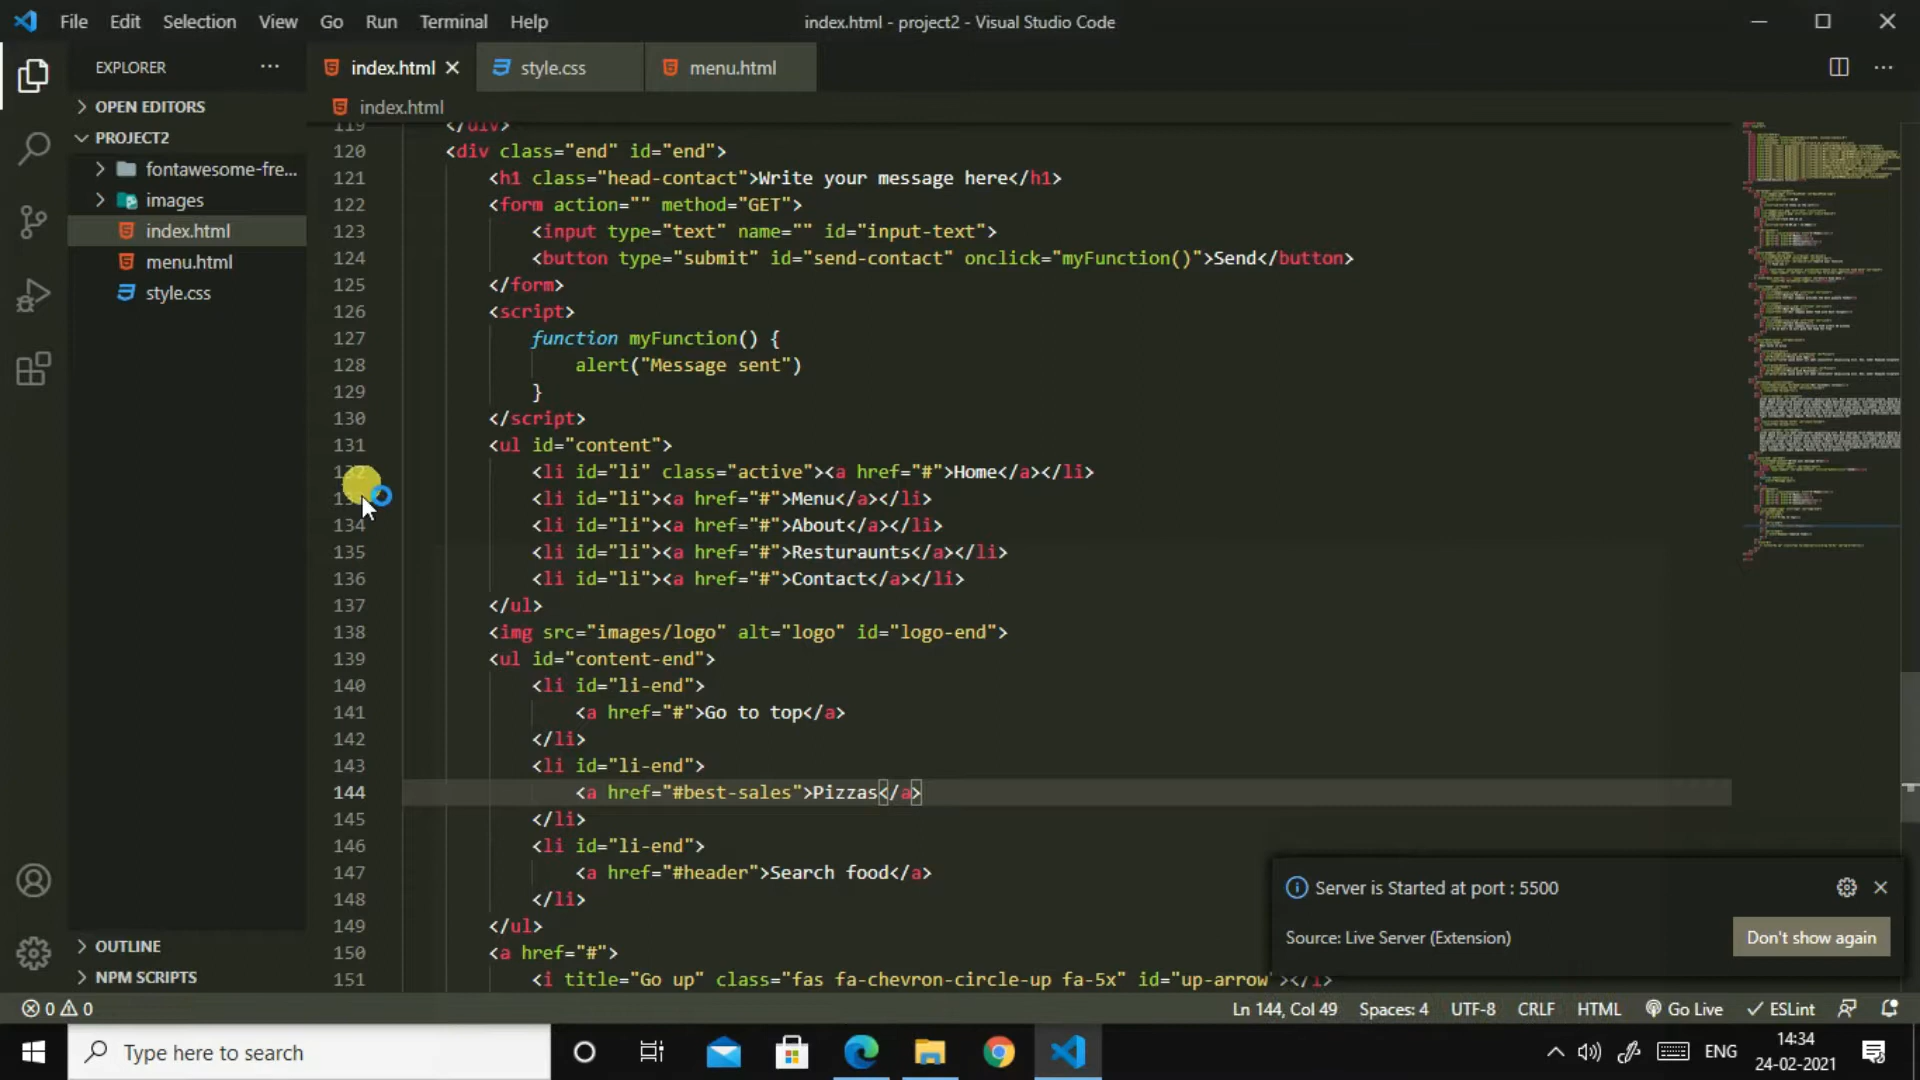 File Edit Selection View Go Run Terminal Help
index.html - project2 - Visual Studio Code
EXPLORER
index.html
style.css
menu.html
OPEN EDITORS
index.html
PROJECT2
fontawesome-fre...
images
index.html
menu.html
style.css
119 </div>
120 <div class="end" id="end">
121 <h1 class="head-contact">Write your message here</h1>
122 <form action="" method="GET">
123 <input type="text" name="" id="input-text">
124 <button type="submit" id="send-contact" onclick="myFunction()">Send</button>
125 </form>
126 <script>
127 function myFunction() {
128 alert("Message sent")
129 }
130 </script>
131 <ul id="content">
132 <li id="li" class="active"><a href="#">Home</a></li>
<li id="li"><a href="#">Menu</a></li>
134 <li id="li"><a href="#">About</a></li>
135 <li id="li"><a href="#">Resturaunts</a></li>
136 <li id="li"><a href="#">Contact</a></li>
137 </ul>
138 <img src="images/logo" alt="logo" id="logo-end">
139 <ul id="content-end">
140 <li id="li-end">
141 <a href="#">Go to top</a>
142 </li>
143 <li id="li-end">
144 <a href="#best-sales">Pizzas</a>
145 </li>
146 <li id="li-end">
147 <a href="#header">Search food</a>
148 </li>
149 </ul>
150 <a href="#">
151 <i title="Go up" class="fas fa-chevron-circle-up fa-5x" id="up-arrow"></i>
Server is Started at port : 5500
Source: Live Server (Extension)
Don't show again
OUTLINE
NPM SCRIPTS
0 0
Ln 144, Col 49 Spaces: 4 UTF-8 CRLF HTML Go Live ESLint
Type here to search
ENG
14:34
24-02-2021